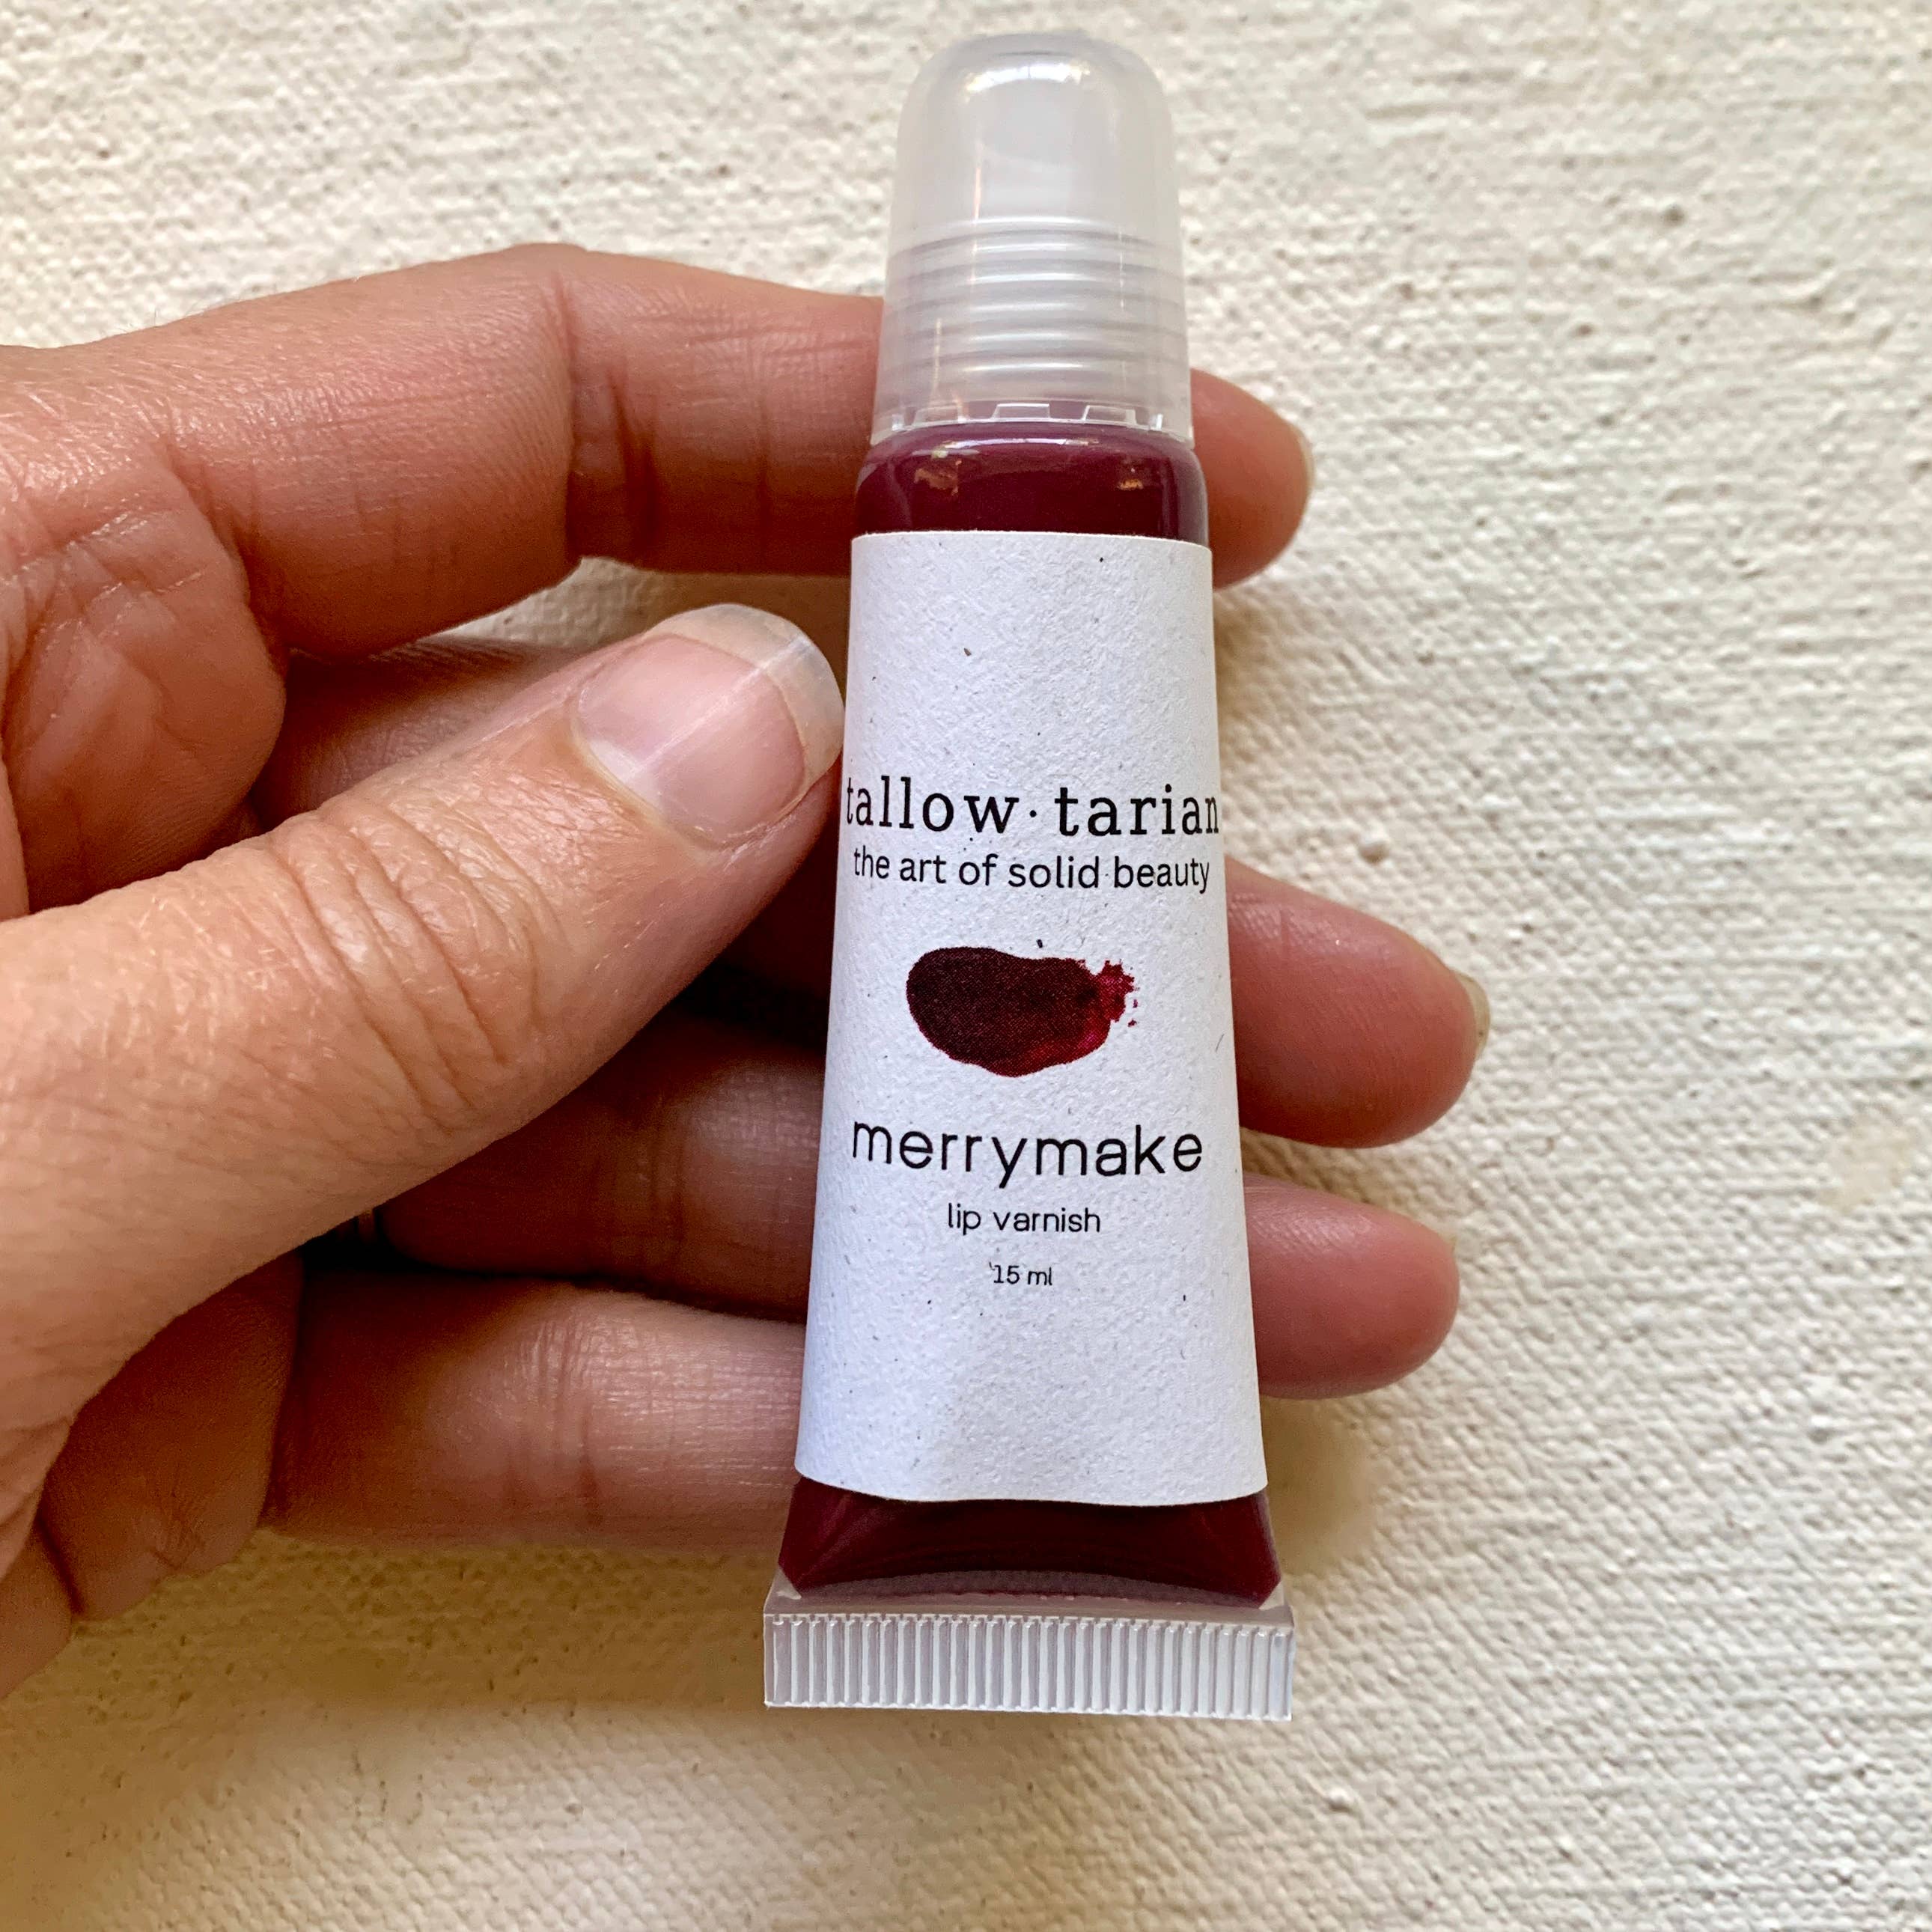 tallow·tarian
the art of solid beauty
merrymake
lip varnish
15 ml